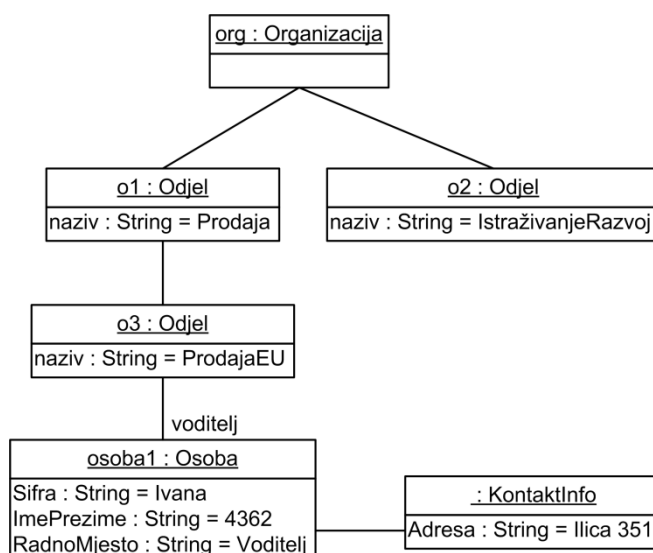 org : Organizacija
o1 : Odjel
naziv : String = Prodaja
o2 : Odjel
naziv : String = IstraživanjeRazvoj
o3 : Odjel
naziv : String = ProdajaEU
voditelj
osoba1 : Osoba
Sifra : String = Ivana
ImePrezime : String = 4362
RadnoMjesto : String = Voditelj
: KontaktInfo
Adresa : String = Ilica 351